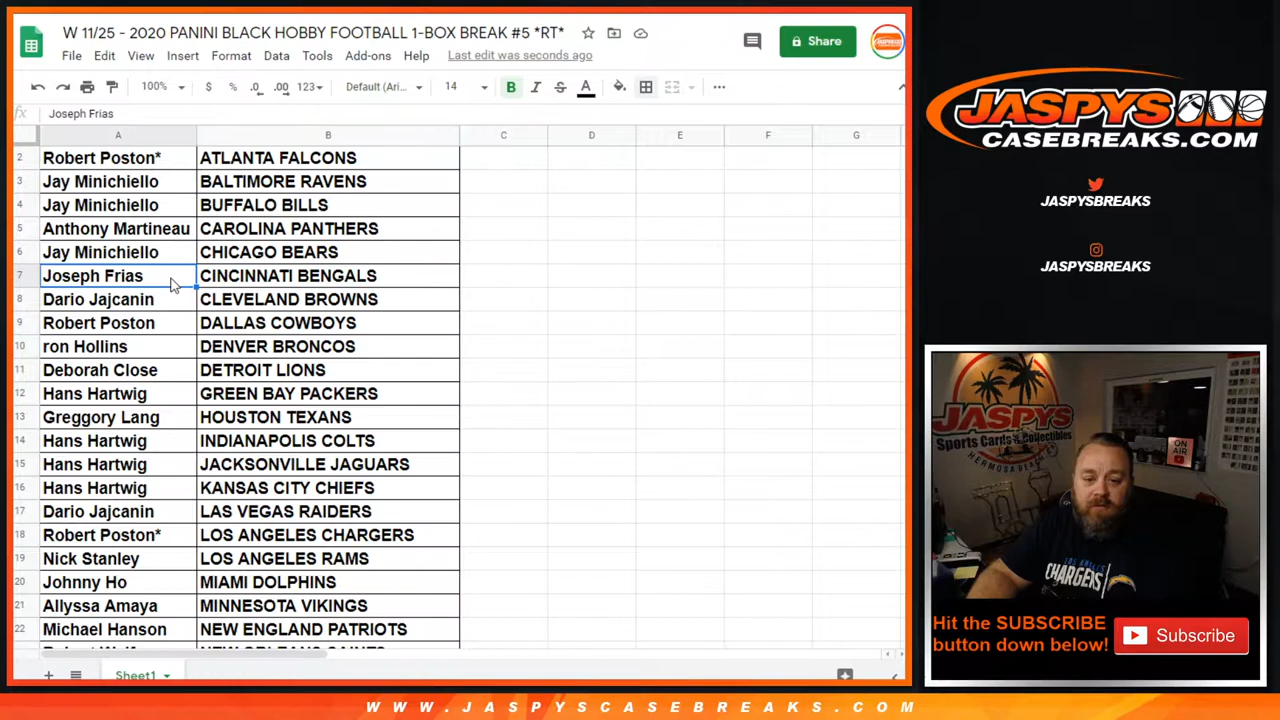 W 11/25 - 2020 PANINI BLACK HOBBY FOOTBALL 1-BOX BREAK #5 *RT*
File Edit View Insert Format Data Tools Add-ons Help Last edit was seconds ago
Share
100% $ % .0 .00 123 Default (Ari... 14 B I S A
fx Joseph Frias
A B C D E F G
2 Robert Poston* ATLANTA FALCONS
3 Jay Minichiello BALTIMORE RAVENS
4 Jay Minichiello BUFFALO BILLS
5 Anthony Martineau CAROLINA PANTHERS
6 Jay Minichiello CHICAGO BEARS
7 Joseph Frias CINCINNATI BENGALS
8 Dario Jajcanin CLEVELAND BROWNS
9 Robert Poston DALLAS COWBOYS
10 ron Hollins DENVER BRONCOS
11 Deborah Close DETROIT LIONS
12 Hans Hartwig GREEN BAY PACKERS
13 Greggory Lang HOUSTON TEXANS
14 Hans Hartwig INDIANAPOLIS COLTS
15 Hans Hartwig JACKSONVILLE JAGUARS
16 Hans Hartwig KANSAS CITY CHIEFS
17 Dario Jajcanin LAS VEGAS RAIDERS
18 Robert Poston* LOS ANGELES CHARGERS
19 Nick Stanley LOS ANGELES RAMS
20 Johnny Ho MIAMI DOLPHINS
21 Allyssa Amaya MINNESOTA VIKINGS
22 Michael Hanson NEW ENGLAND PATRIOTS
Sheet1
JASPYS
CASEBREAKS.COM
JASPYSBREAKS
JASPYSBREAKS
JASPYS
Sports Cards & Collectibles
HERMOSA BEACH
ON AIR
LOS ANGELES
CHARGERS
Hit the SUBSCRIBE
button down below!
Subscribe
WWW.JASPYSCASEBREAKS.COM